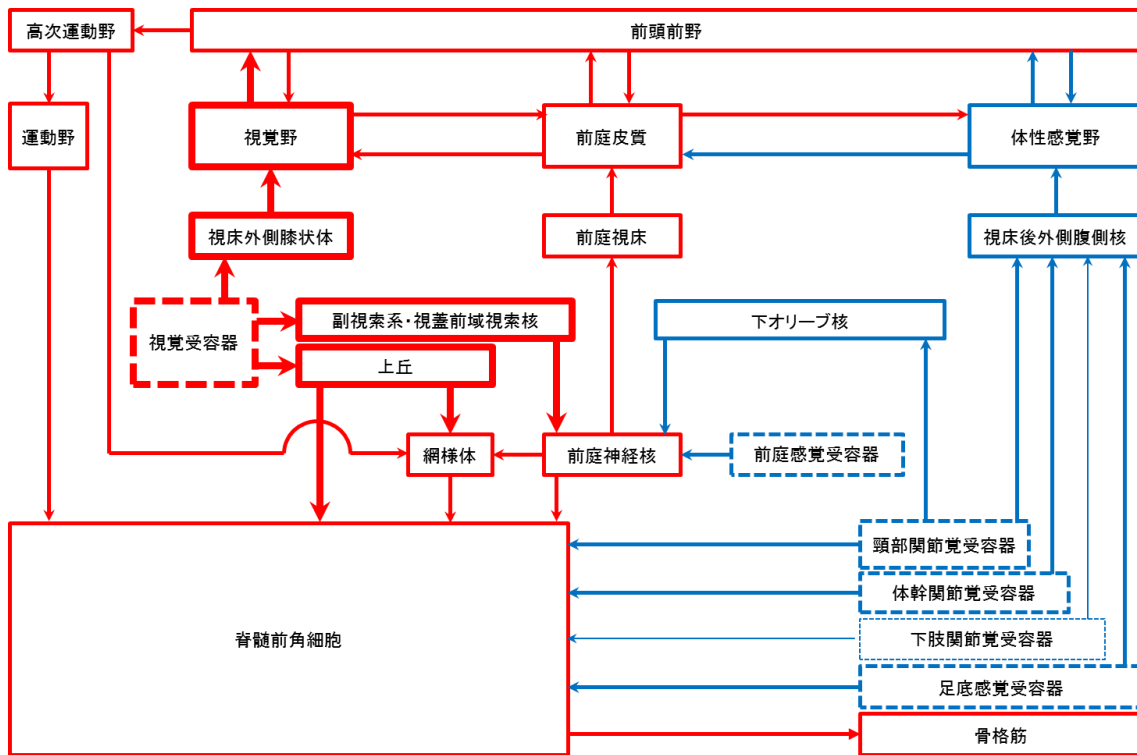 高次運動野
前頭前野
運動野
視覚野
前庭皮質
体性感覚野
視床外側膝状体
前庭視床
視床後外側腹側核
視覚受容器
副視索系・視蓋前域視索核
下オリーブ核
上丘
網様体
前庭神経核
前庭感覚受容器
頸部関節覚受容器
体幹関節覚受容器
脊髄前角細胞
下肢関節覚受容器
足底感覚受容器
骨格筋